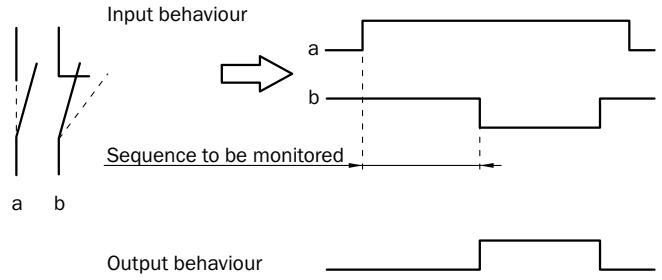 Input behaviour
a
b
Sequence to be monitored
a b
Output behaviour